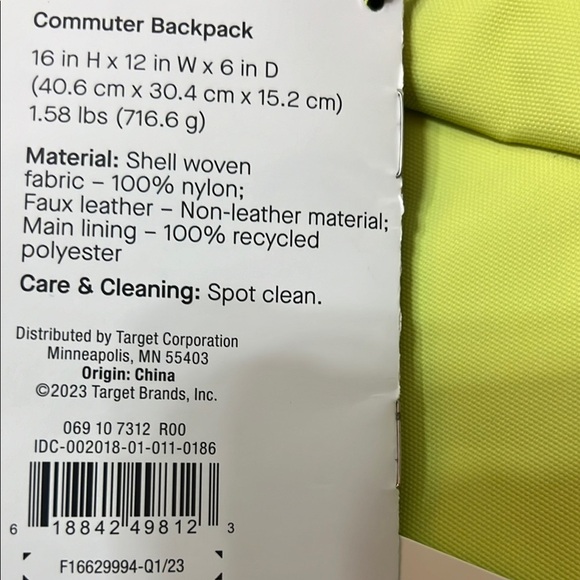 Commuter Backpack
16 in H x 12 in W x 6 in D
(40.6 cm x 30.4 cm x 15.2 cm)
1.58 lbs (716.6 g)
Material: Shell woven
fabric – 100% nylon;
Faux leather – Non-leather material;
Main lining – 100% recycled
polyester
Care & Cleaning: Spot clean.
Distributed by Target Corporation
Minneapolis, MN 55403
Origin: China
©2023 Target Brands, Inc.
069 10 7312 R00
IDC-002018-01-011-0186
6 18842 49812 3
F16629994-Q1/23